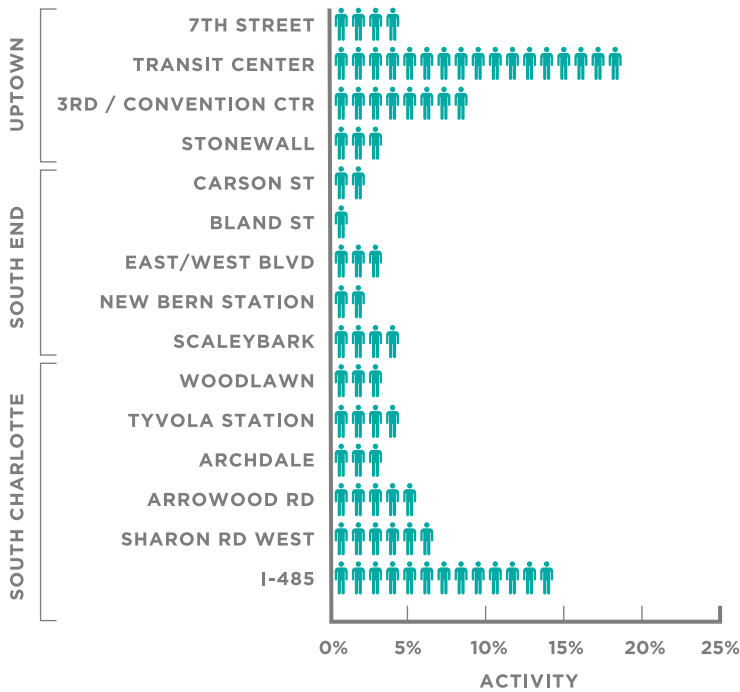 UPTOWN
7TH STREET
TRANSIT CENTER
3RD / CONVENTION CTR
STONEWALL
SOUTH END
CARSON ST
BLAND ST
EAST/WEST BLVD
NEW BERN STATION
SCALEYBARK
SOUTH CHARLOTTE
WOODLAWN
TYVOLA STATION
ARCHDALE
ARROWOOD RD
SHARON RD WEST
I-485
0% 5% 10% 15% 20% 25%
ACTIVITY